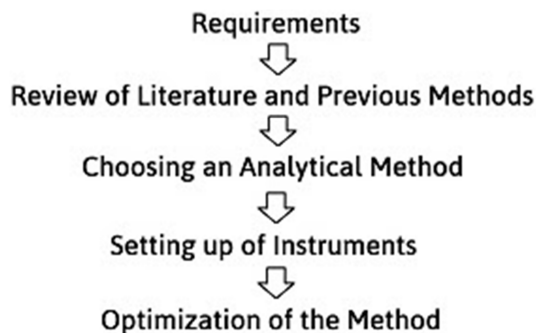 Requirements
Review of Literature and Previous Methods
Choosing an Analytical Method
Setting up of Instruments
Optimization of the Method